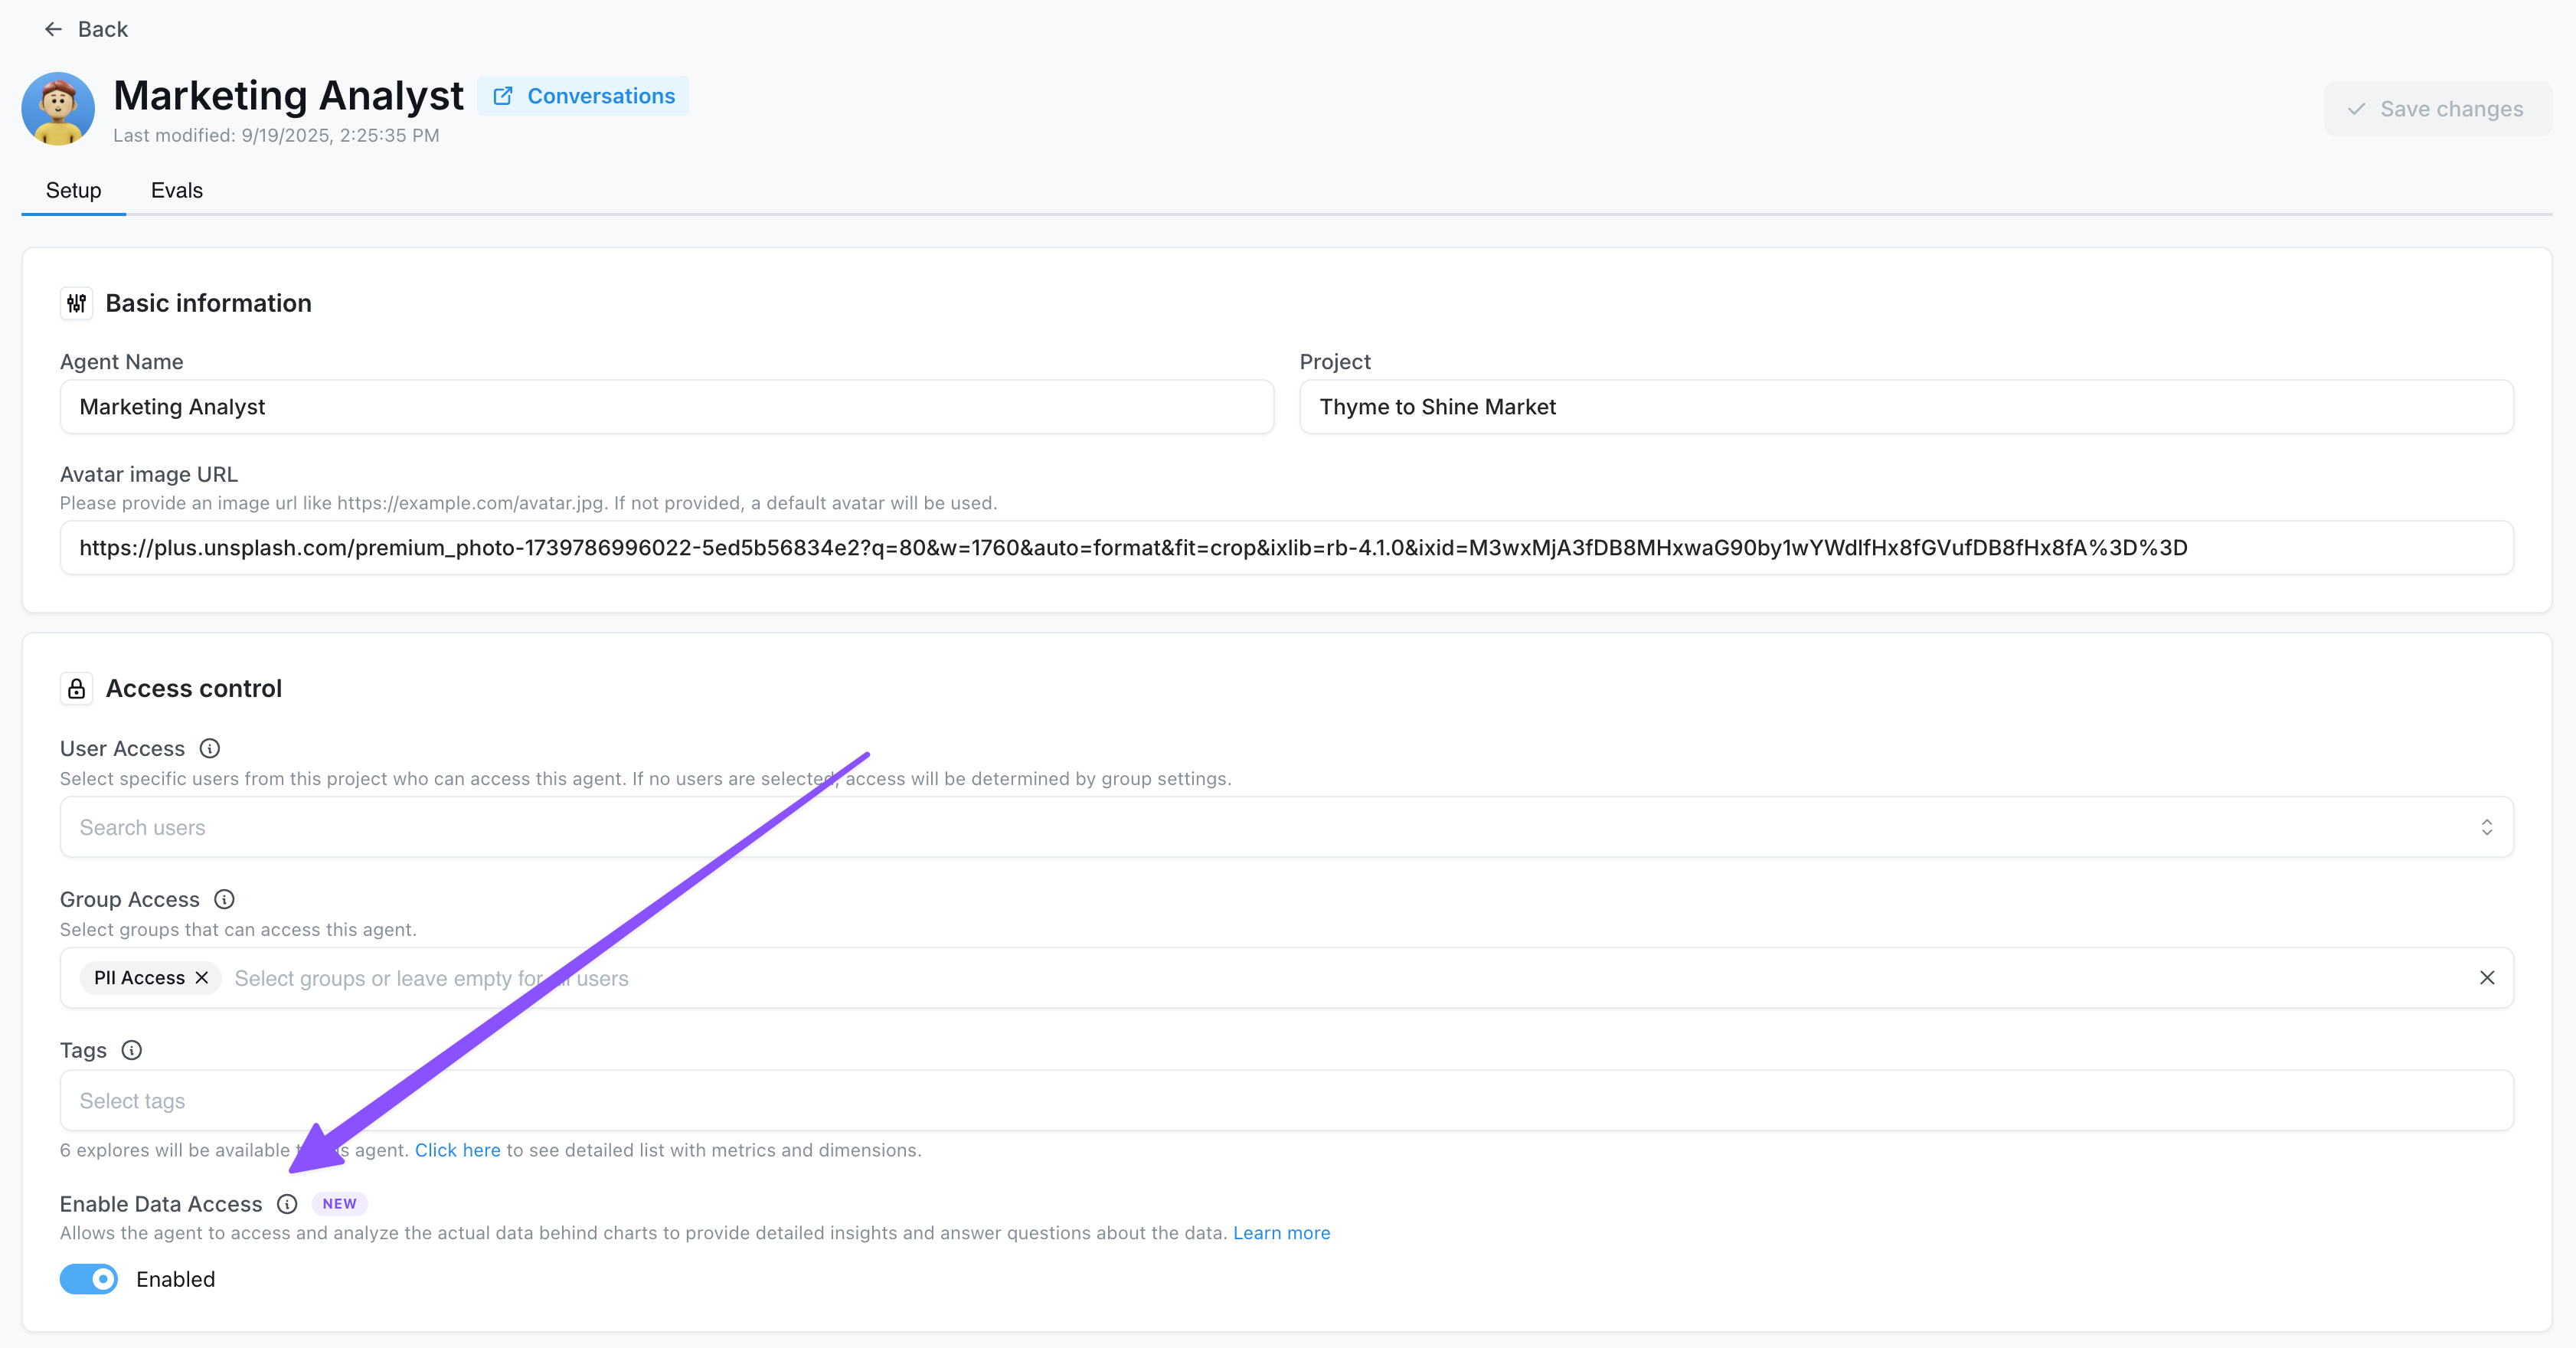 Back
Marketing Analyst
Conversations
Last modified: 9/19/2025, 2:25:35 PM
Save changes
Setup
Evals
Basic information
Agent Name
Marketing Analyst
Project
Thyme to Shine Market
Avatar image URL
Please provide an image url like https://example.com/avatar.jpg. If not provided, a default avatar will be used.
https://plus.unsplash.com/premium_photo-1739786996022-5ed5b56834e2?q=80&w=1760&auto=format&fit=crop&ixlib=rb-4.1.0&ixid=M3wxMjA3fDB8MHxwaG90by1wYWdlfHx8fGVufDB8fHx8fA%3D%3D
Access control
User Access
Select specific users from this project who can access this agent. If no users are selected, access will be determined by group settings.
Search users
Group Access
Select groups that can access this agent.
PII Access
Select groups or leave empty for users
Tags
Select tags
6 explores will be available agent. Click here to see detailed list with metrics and dimensions.
Enable Data Access
NEW
Allows the agent to access and analyze the actual data behind charts to provide detailed insights and answer questions about the data. Learn more
Enabled